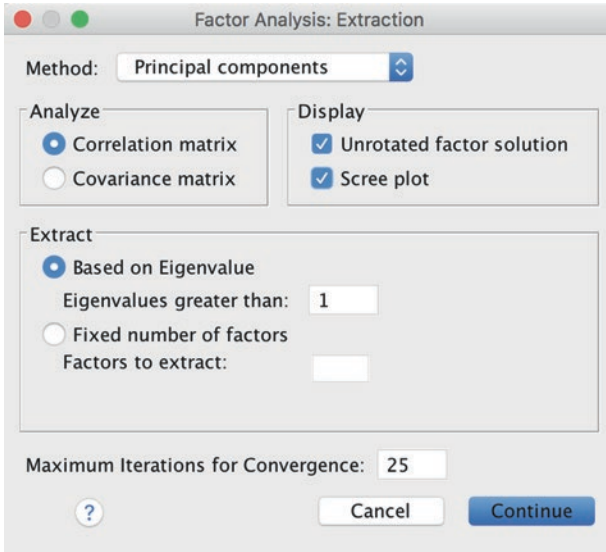 Factor Analysis: Extraction
Method: Principal components
Analyze
Correlation matrix
Covariance matrix
Display
Unrotated factor solution
Scree plot
Extract
Based on Eigenvalue
Eigenvalues greater than: 1
Fixed number of factors
Factors to extract:
Maximum Iterations for Convergence: 25
? Cancel Continue